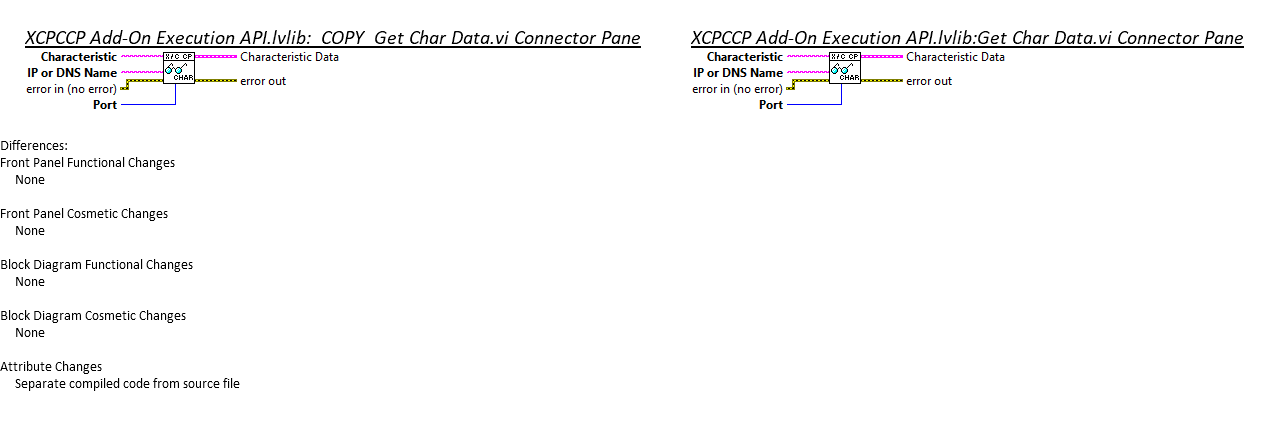 XCPCCP Add-On Execution API.lvlib:_COPY_Get Char Data.vi Connector Pane
Characteristic
X/C CP
Characteristic Data
IP or DNS Name
CHAR
error in (no error)
error out
Port
XCPCCP Add-On Execution API.lvlib:Get Char Data.vi Connector Pane
Characteristic
X/C CP
Characteristic Data
IP or DNS Name
CHAR
error in (no error)
error out
Port
Differences:
Front Panel Functional Changes
None
Front Panel Cosmetic Changes
None
Block Diagram Functional Changes
None
Block Diagram Cosmetic Changes
None
Attribute Changes
Separate compiled code from source file